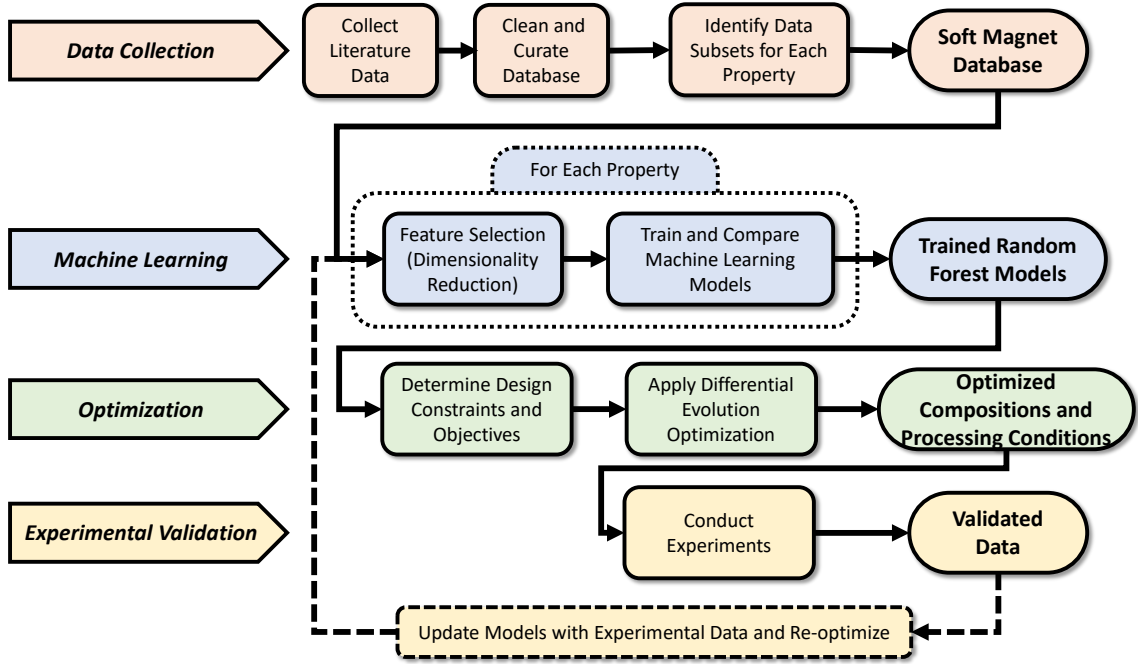 Data Collection
Collect
Literature
Data
Clean and
Curate
Database
Identify Data
Subsets for Each
Property
Soft Magnet
Database
For Each Property
Machine Learning
Feature Selection
(Dimensionality
Reduction)
Train and Compare
Machine Learning
Models
Trained Random
Forest Models
Optimization
Determine Design
Constraints and
Objectives
Apply Differential
Evolution
Optimization
Optimized
Compositions and
Processing Conditions
Experimental Validation
Conduct
Experiments
Validated
Data
Update Models with Experimental Data and Re-optimize